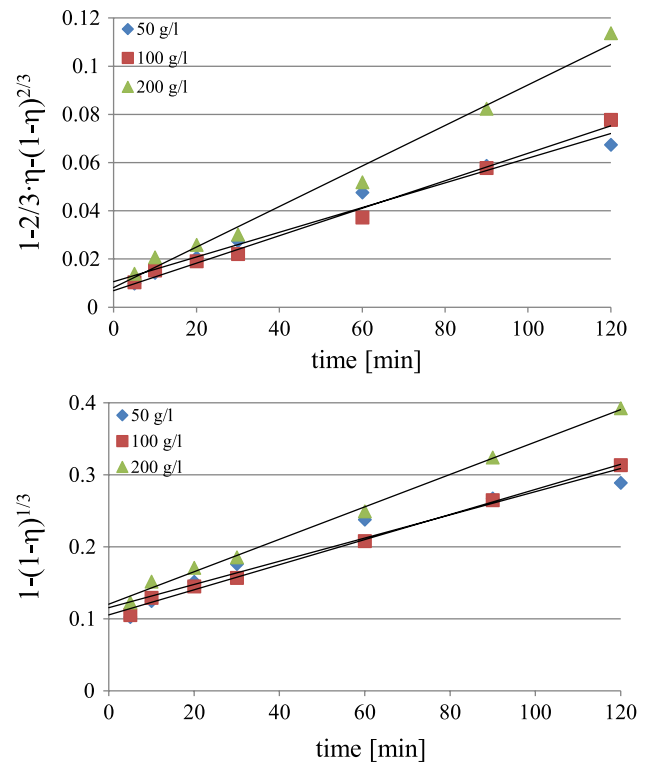 0.12
0.1
0.08
0.06
0.04
0.02
0
1-2/3·η-(1-η)^2/3
50 g/l
100 g/l
200 g/l
0 20 40 60 80 100 120
time [min]
0.4
0.3
0.2
0.1
0
1-(1-η)^1/3
50 g/l
100 g/l
200 g/l
0 20 40 60 80 100 120
time [min]